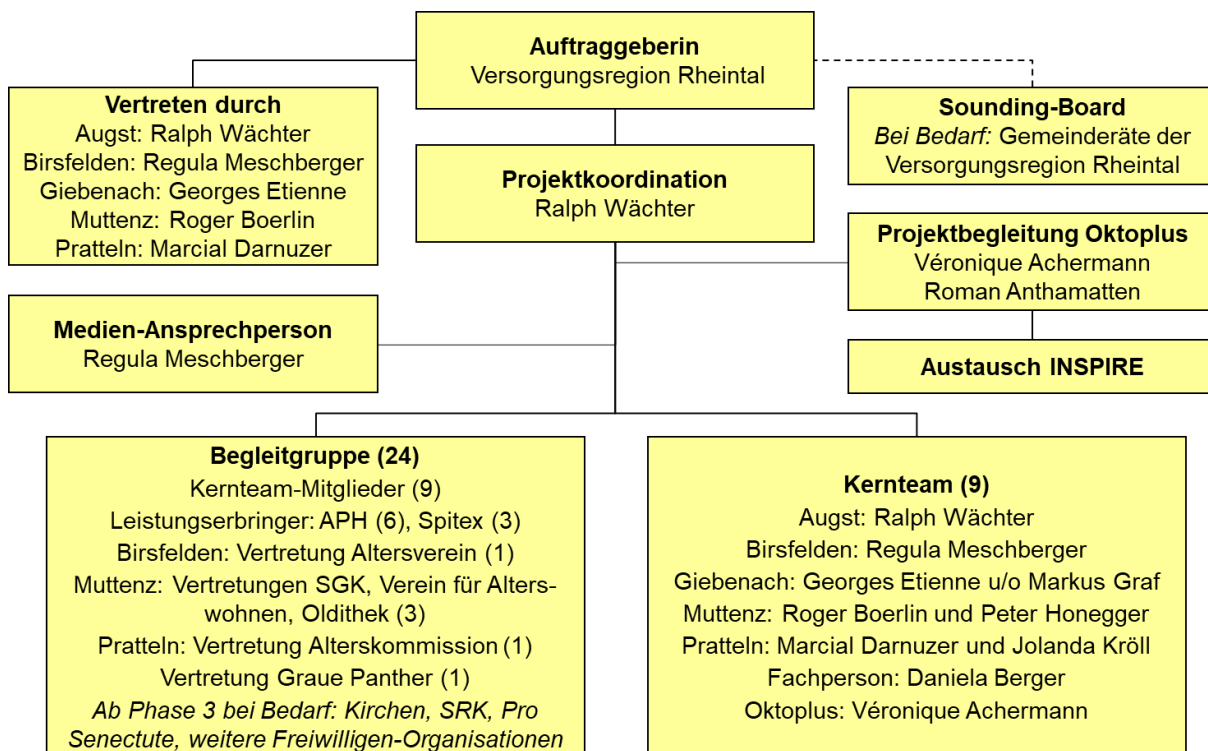 Auftraggeberin
Versorgungsregion Rheintal
Vertreten durch
Augst: Ralph Wächter
Birsfelden: Regula Meschberger
Giebenach: Georges Etienne
Muttenz: Roger Boerlin
Pratteln: Marcial Darnuzer
Sounding-Board
Bei Bedarf: Gemeinderäte der
Versorgungsregion Rheintal
Projektkoordination
Ralph Wächter
Projektbegleitung Oktoplus
Véronique Achermann
Roman Anthamatten
Medien-Ansprechperson
Regula Meschberger
Austausch INSPIRE
Begleitgruppe (24)
Kernteam-Mitglieder (9)
Leistungserbringer: APH (6), Spitex (3)
Birsfelden: Vertretung Altersverein (1)
Muttenz: Vertretungen SGK, Verein für Alters-
wohnen, Oldithek (3)
Pratteln: Vertretung Alterskommission (1)
Vertretung Graue Panther (1)
Ab Phase 3 bei Bedarf: Kirchen, SRK, Pro
Senectute, weitere Freiwilligen-Organisationen
Kernteam (9)
Augst: Ralph Wächter
Birsfelden: Regula Meschberger
Giebenach: Georges Etienne u/o Markus Graf
Muttenz: Roger Boerlin und Peter Honegger
Pratteln: Marcial Darnuzer und Jolanda Kröll
Fachperson: Daniela Berger
Oktoplus: Véronique Achermann